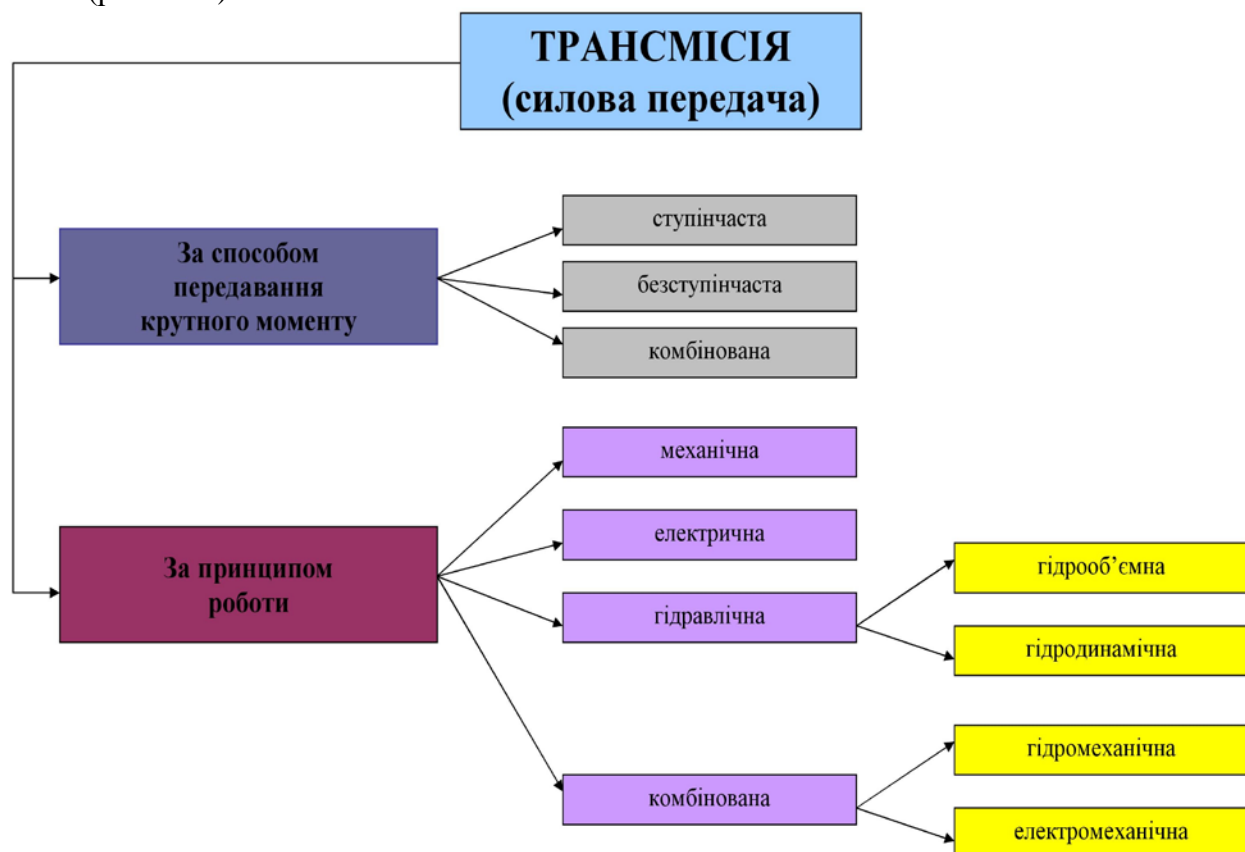 ТРАНСМІСІЯ
(силова передача)
За способом
передавання
крутного моменту
ступінчаста
безступінчаста
комбінована
За принципом
роботи
механічна
електрична
гідравлічна
комбінована
гідрооб’ємна
гідродинамічна
гідромеханічна
електромеханічна